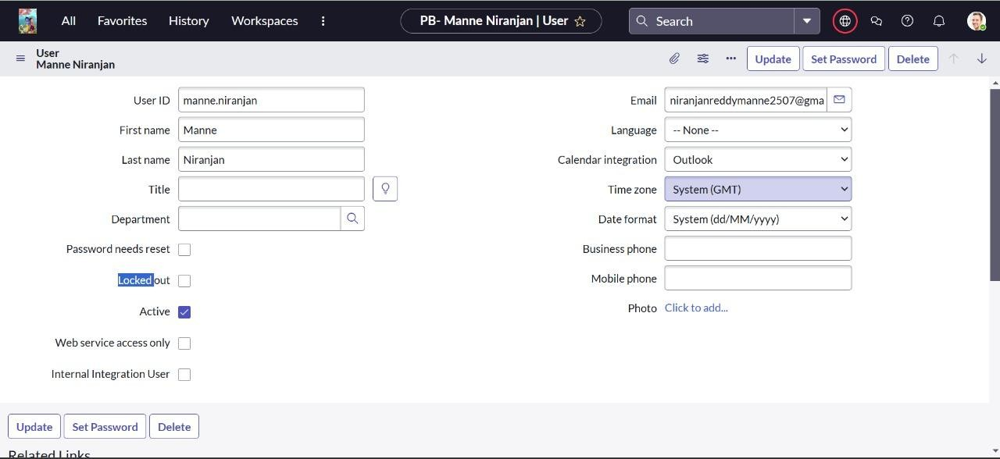 All Favorites History Workspaces PB- Manne Niranjan | User Search
User
Manne Niranjan
Update Set Password Delete
User ID manne.niranjan
First name Manne
Last name Niranjan
Title
Department
Password needs reset
Locked out
Active
Web service access only
Internal Integration User
Email niranjanreddymanne2507@gma
Language -- None --
Calendar integration Outlook
Time zone System (GMT)
Date format System (dd/MM/yyyy)
Business phone
Mobile phone
Photo Click to add...
Update Set Password Delete
Related Links